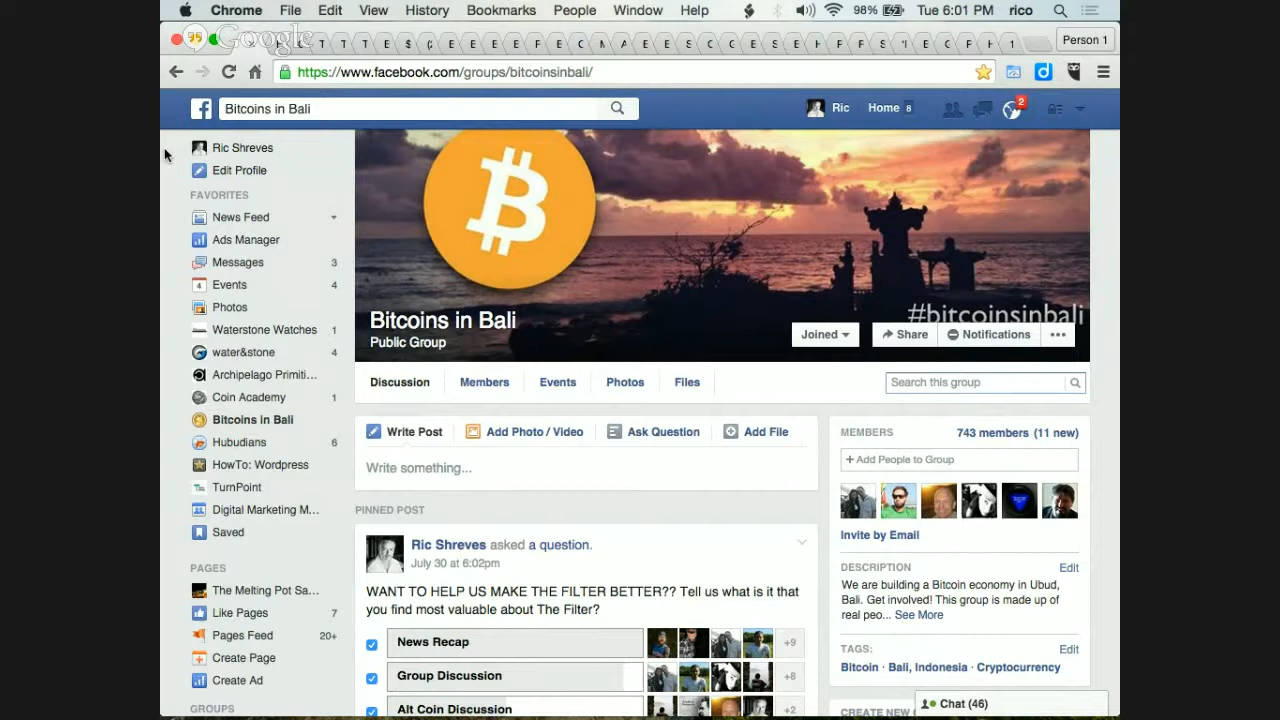 Chrome File Edit View History Bookmarks People Window Help 98% Tue 6:01 PM rico
Google
Person 1
https://www.facebook.com/groups/bitcoinsinbali/
Bitcoins in Bali
Ric Home 8 2
Ric Shreves
Edit Profile
FAVORITES
News Feed
Ads Manager
Messages 3
Events 4
Photos
Waterstone Watches 1
water&stone 4
Archipelago Primiti...
Coin Academy 1
Bitcoins in Bali
Hubudians 6
HowTo: Wordpress
TurnPoint
Digital Marketing M...
Saved
PAGES
The Melting Pot Sa...
Like Pages 7
Pages Feed 20+
Create Page
Create Ad
GROUPS
#bitcoinsinbali
Bitcoins in Bali
Public Group
Joined Share Notifications
Discussion Members Events Photos Files Search this group
Write Post Add Photo / Video Ask Question Add File
Write something...
PINNED POST
Ric Shreves asked a question.
July 30 at 6:02pm
WANT TO HELP US MAKE THE FILTER BETTER?? Tell us what is it that
you find most valuable about The Filter?
News Recap +9
Group Discussion +8
Alt Coin Discussion +2
MEMBERS 743 members (11 new)
+ Add People to Group
Invite by Email
DESCRIPTION Edit
We are building a Bitcoin economy in Ubud,
Bali. Get involved! This group is made up of
real peo... See More
TAGS: Edit
Bitcoin · Bali, Indonesia · Cryptocurrency
CREATE NEW
Chat (46)